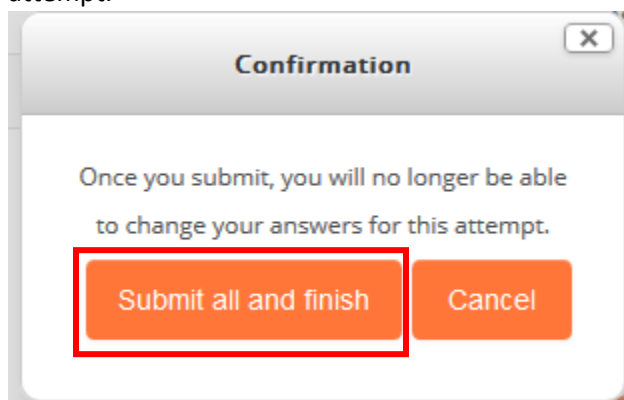 attempt.
Confirmation
Once you submit, you will no longer be able
to change your answers for this attempt.
Submit all and finish Cancel